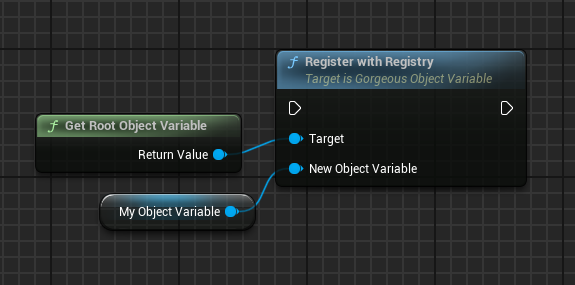 f Register with Registry
Target is Gorgeous Object Variable
f Get Root Object Variable
Return Value
Target
New Object Variable
My Object Variable